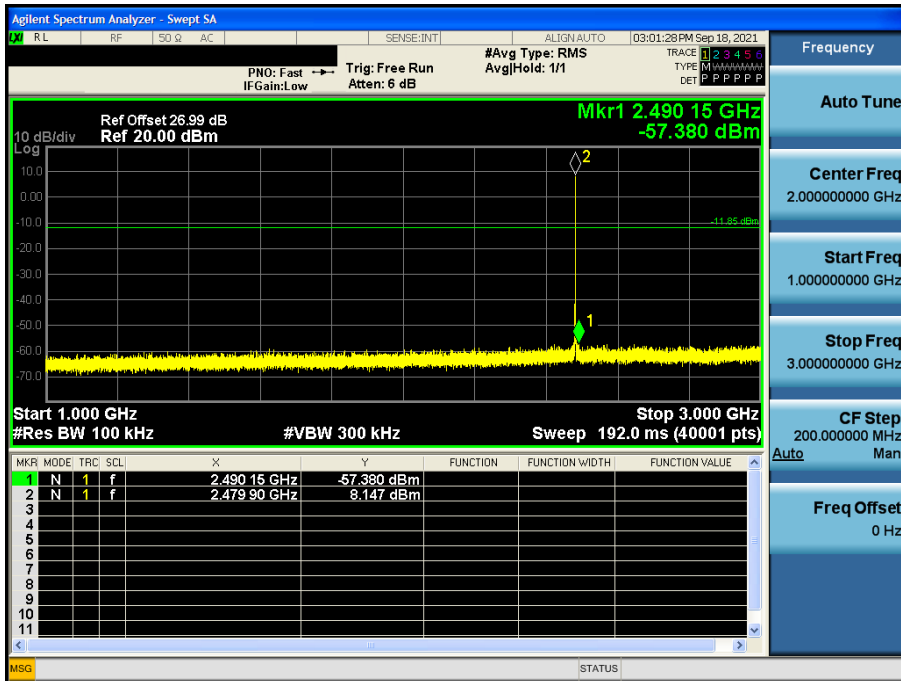 Agilent Spectrum Analyzer - Swept SA
LXI RL RF 50 Ω AC SENSE:INT ALIGN AUTO 03:01:28 PM Sep 18, 2021
#Avg Type: RMS TRACE 1 2 3 4 5 6
PNO: Fast Trig: Free Run Avg|Hold: 1/1 TYPE M WWWWW
IFGain:Low Atten: 6 dB DET P P P P P P
Frequency
Auto Tune
Center Freq
2.000000000 GHz
Start Freq
1.000000000 GHz
Stop Freq
3.000000000 GHz
CF Step
200.000000 MHz
Auto Man
Freq Offset
0 Hz
Mkr1 2.490 15 GHz
-57.380 dBm
Ref Offset 26.99 dB
10 dB/div Ref 20.00 dBm
Log
10.0
0.00
-10.0
-20.0
-30.0
-40.0
-50.0
-60.0
-70.0
2
-11.85 dBm
1
Start 1.000 GHz Stop 3.000 GHz
#Res BW 100 kHz #VBW 300 kHz Sweep 192.0 ms (40001 pts)
MKR MODE TRC SCL X Y FUNCTION FUNCTION WIDTH FUNCTION VALUE
1 N 1 f 2.490 15 GHz -57.380 dBm
2 N 1 f 2.479 90 GHz 8.147 dBm
3
4
5
6
7
8
9
10
11
MSG STATUS